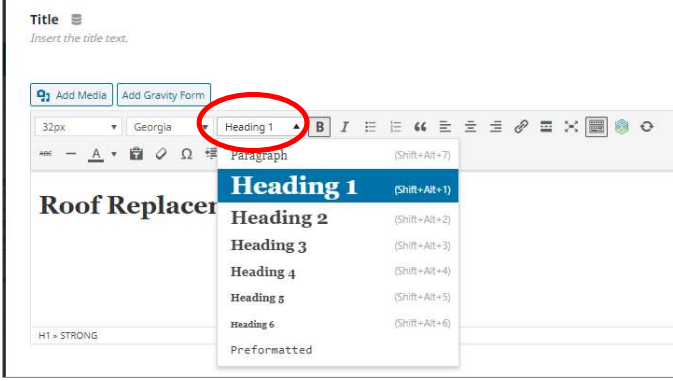 Title
Insert the title text.
Add Media Add Gravity Form
32px Georgia Heading 1 B I
ABC A Ω
Paragraph (Shift+Alt+7)
Heading 1 (Shift+Alt+1)
Roof Replacer
Heading 2 (Shift+Alt+2)
Heading 3 (Shift+Alt+3)
Heading 4 (Shift+Alt+4)
Heading 5 (Shift+Alt+5)
Heading 6 (Shift+Alt+6)
H1 » STRONG
Preformatted